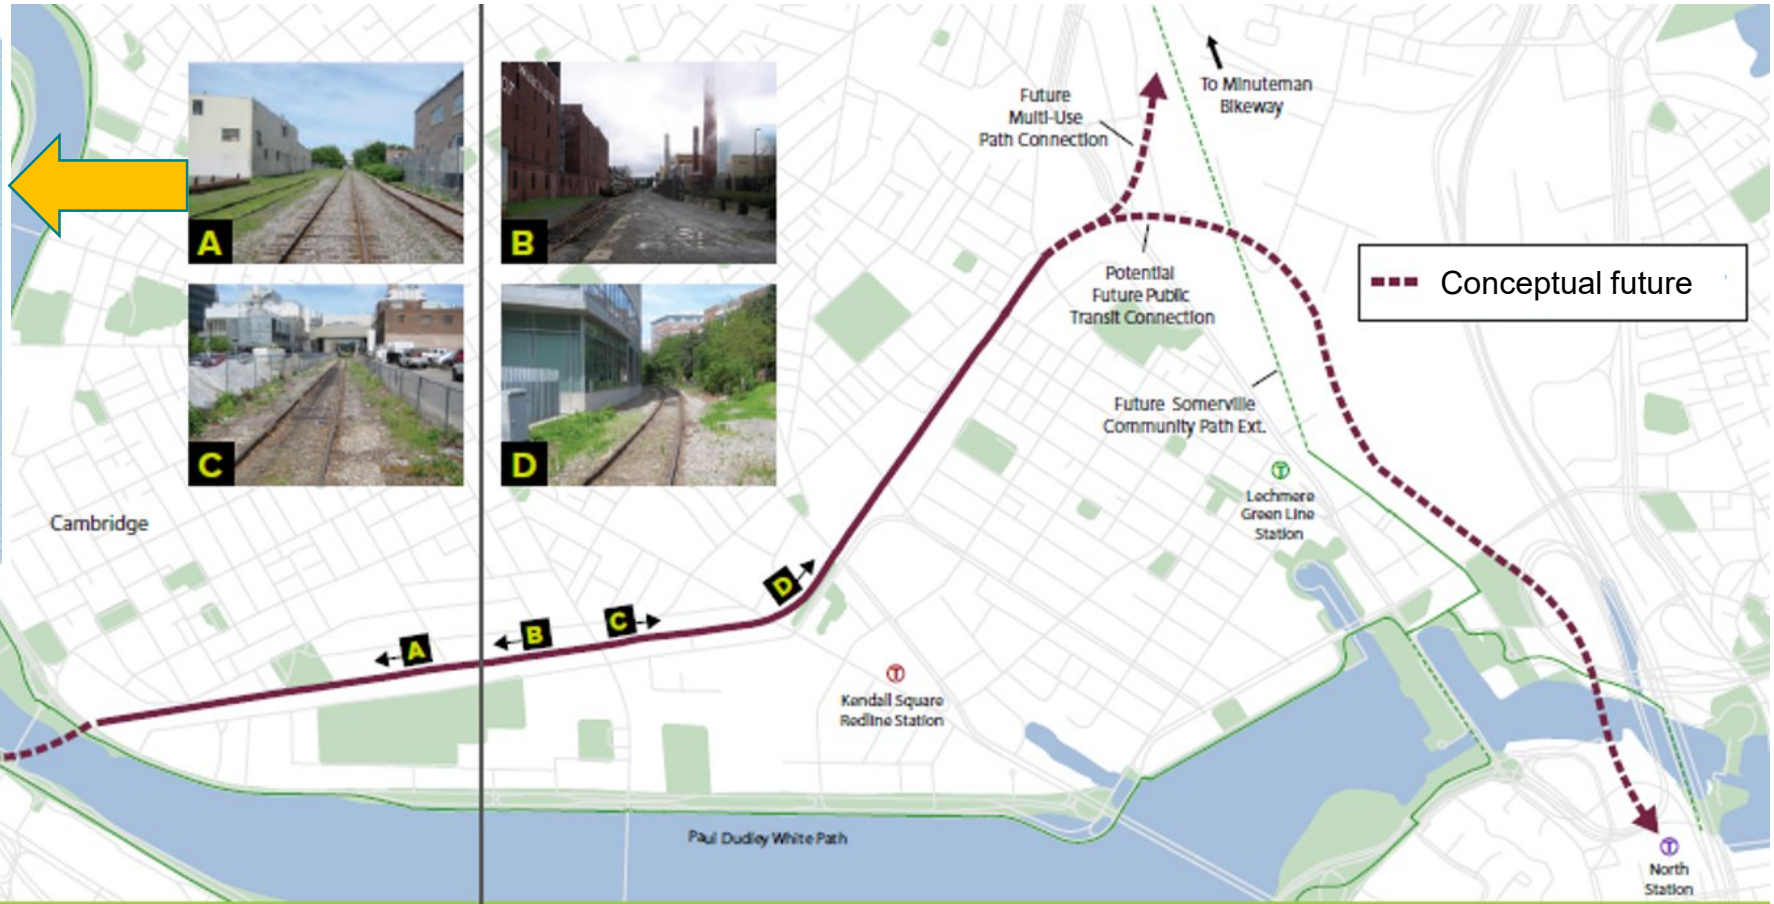 A
B
C
D
Cambridge
A
B
C
D
Kendall Square
Redline Station
Paul Dudley White Path
Future
Multi-Use
Path Connection
To Minuteman
Bikeway
Potential
Future Public
Transit Connection
Conceptual future
Future Somerville
Community Path Ext.
T
Lechmere
Green Line
Station
T
T
North
Station